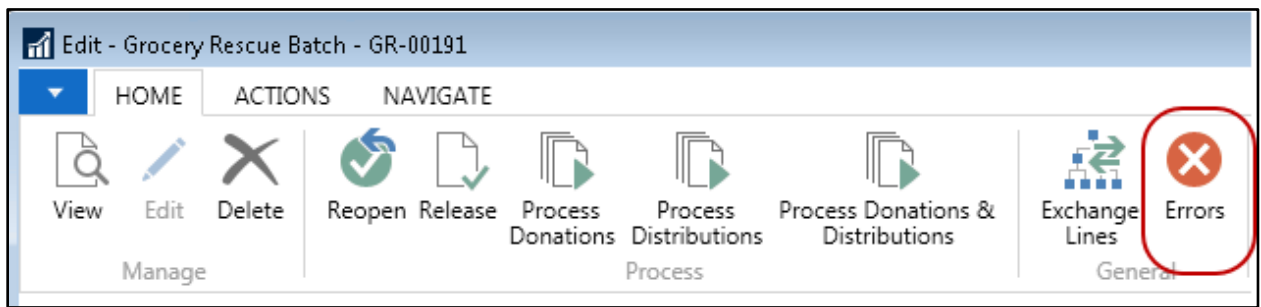 Edit - Grocery Rescue Batch - GR-00191
HOME ACTIONS NAVIGATE
View Edit Delete Reopen Release Process Donations Process Distributions Process Donations & Distributions Exchange Lines Errors
Manage Process General